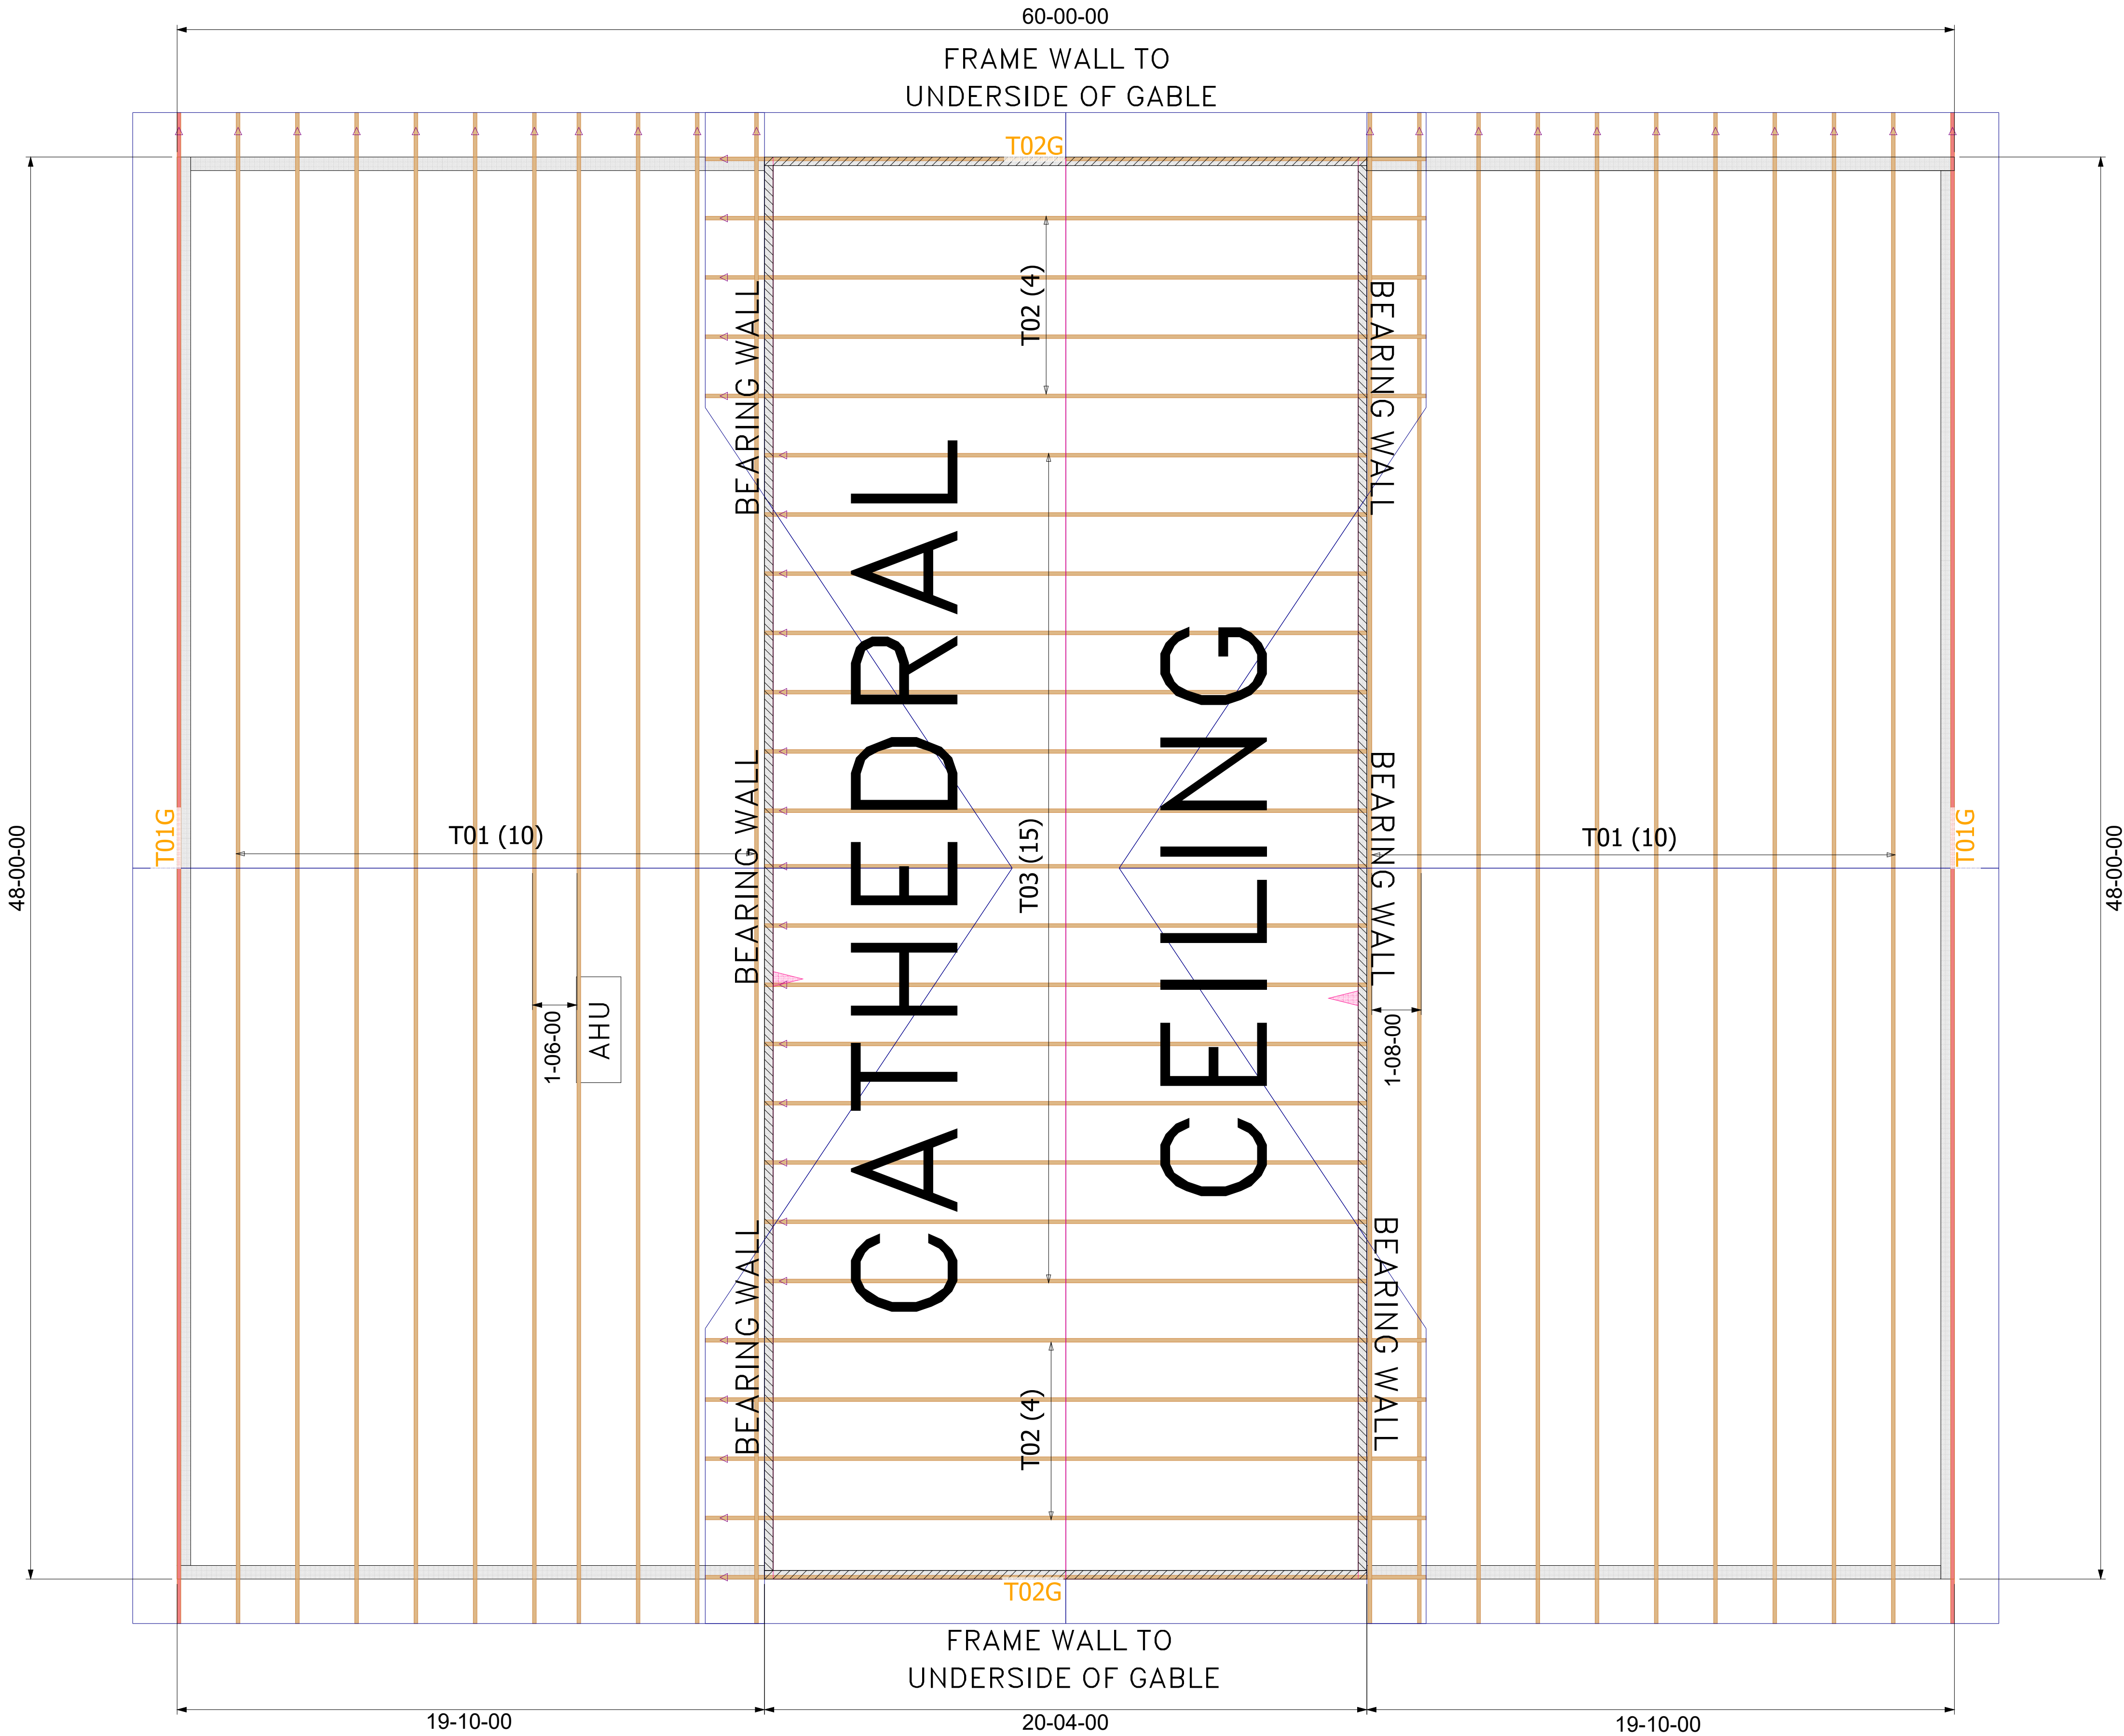 60-00-00
FRAME WALL TO
UNDERSIDE OF GABLE
T02G
T02 (4)
BEARING WALL
BEARING WALL
CATHEDRAL
CEILING
T03 (15)
BEARING WALL
BEARING WALL
T01G
T01 (10)
T01 (10)
T01G
48-00-00
48-00-00
1-06-00
AHU
1-08-00
BEARING WALL
BEARING WALL
T02 (4)
T02G
FRAME WALL TO
UNDERSIDE OF GABLE
19-10-00
20-04-00
19-10-00